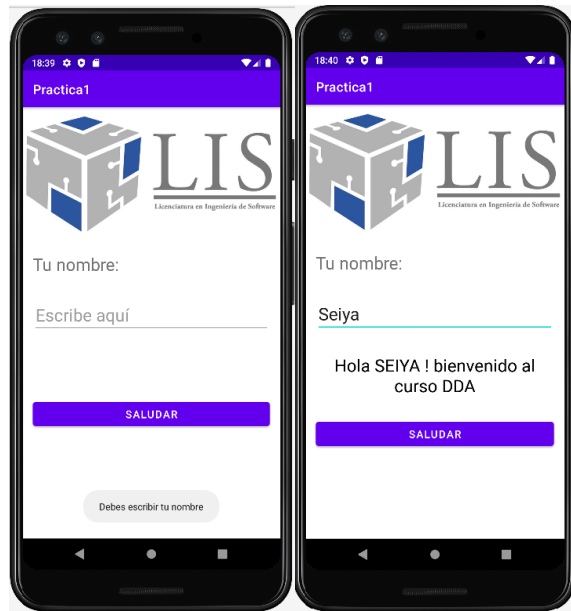 18:39
Practica1
LIS
Licenciatura en Ingeniería de Software
Tu nombre:
Escribe aquí
SALUDAR
Debes escribir tu nombre
18:40
Practica1
LIS
Licenciatura en Ingeniería de Software
Tu nombre:
Seiya
Hola SEIYA ! bienvenido al
curso DDA
SALUDAR